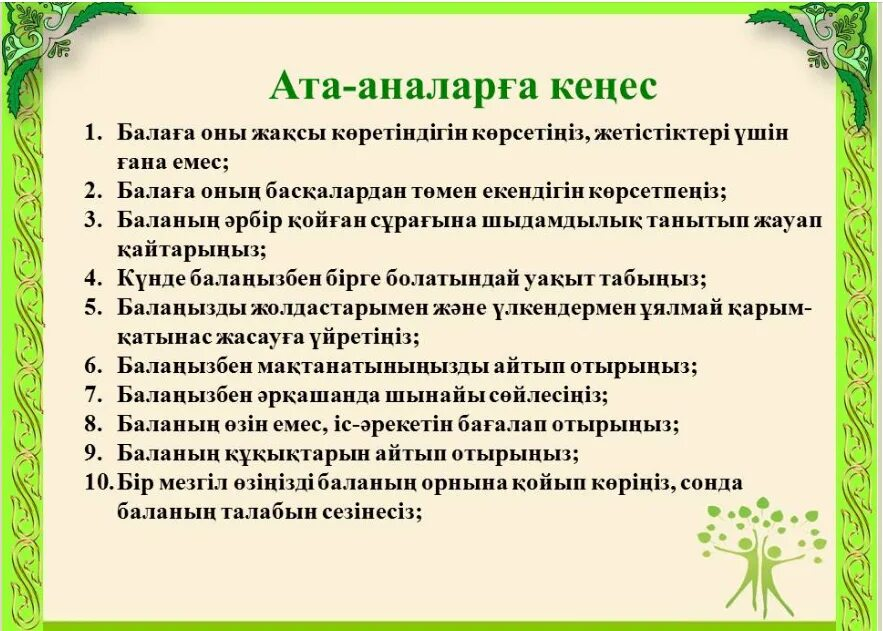 Ата-аналарға кеңес
1. Балаға оны жақсы көретіндігін көрсетіңіз, жетістіктері үшін
ғана емес;
2. Балаға оның басқалардан төмен екендігін көрсетпеңіз;
3. Баланың әрбір қойған сұрағына шыдамдылық танытып жауап
қайтарыңыз;
4. Күнде балаңызбен бірге болатындай уақыт табыңыз;
5. Балаңызды жолдастарымен және үлкендермен ұялмай қарым-
қатынас жасауға үйретіңіз;
6. Балаңызбен мақтанатыныңызды айтып отырыңыз;
7. Балаңызбен әрқашанда шынайы сөйлесіңіз;
8. Баланың өзін емес, іс-әрекетін бағалап отырыңыз;
9. Баланың құқықтарын айтып отырыңыз;
10. Бір мезгіл өзіңізді баланың орнына қойып көріңіз, сонда
баланың талабын сезінесіз;